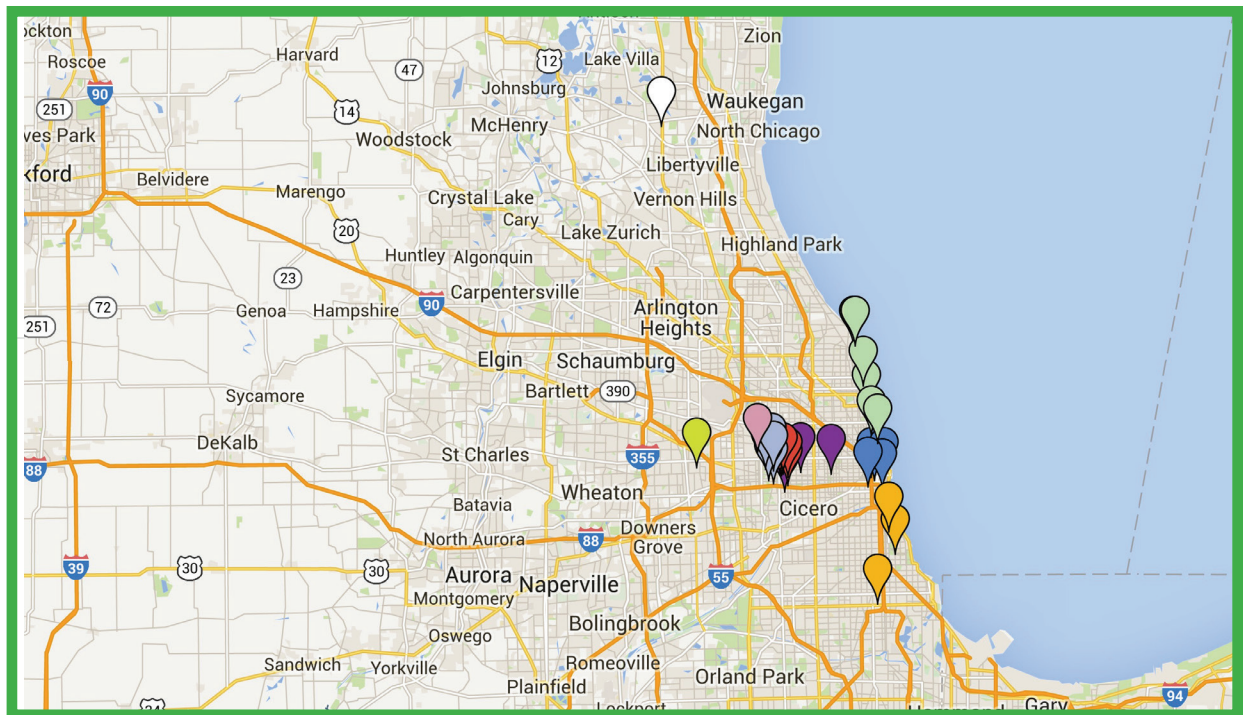 ockton
Roscoe
Harvard
47
12
Lake Villa
Zion
90
251
14
Johnsburg
Waukegan
ves Park
Woodstock
McHenry
North Chicago
kford
Belvidere
Marengo
Libertyville
Crystal Lake
Vernon Hills
20
Cary
Lake Zurich
Highland Park
23
Huntley
Algonquin
72
Genoa
Hampshire
90
Carpentersville
Arlington
Heights
251
Elgin
Schaumburg
Bartlett
390
Sycamore
DeKalb
St Charles
355
88
Wheaton
Cicero
Batavia
Downers
Grove
North Aurora
88
39
30
30
Aurora
Naperville
55
Montgomery
Bolingbrook
Oswego
Sandwich
Yorkville
Romeoville
Orland Park
Plainfield
94
Lockport
Hammond
Gary